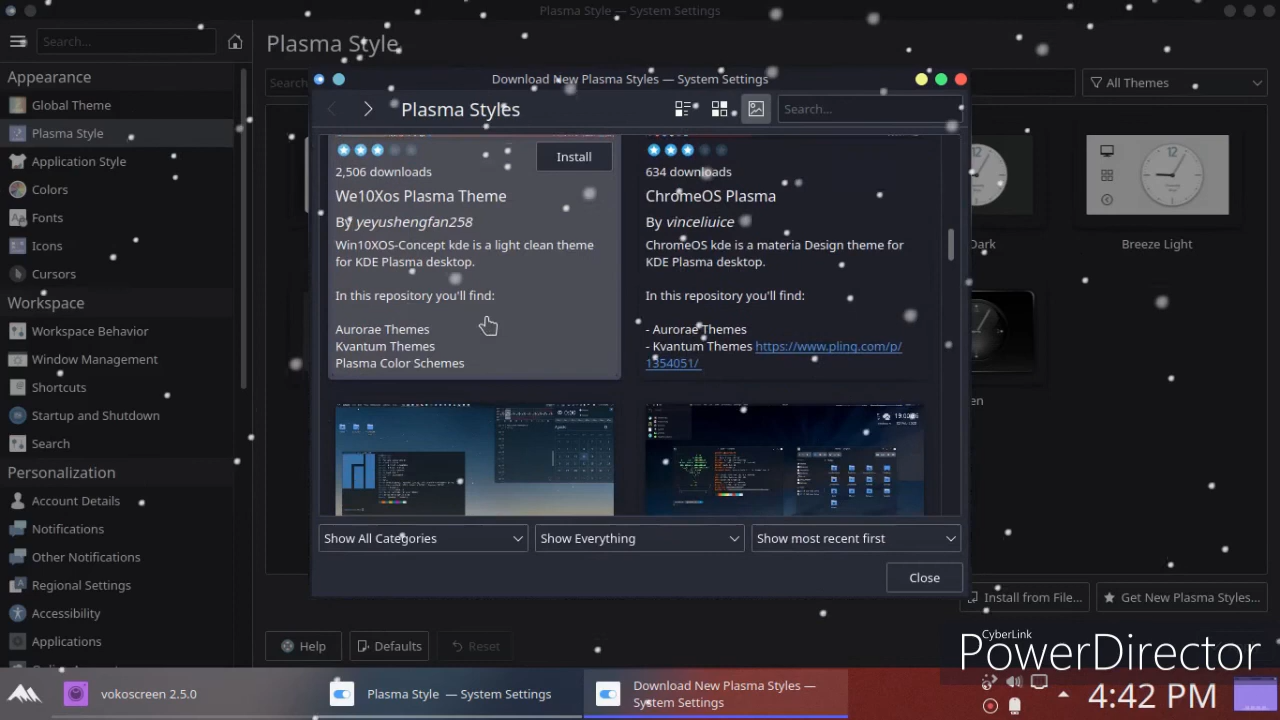 Plasma Style — System Settings
Search...
Plasma Style
Appearance
Global Theme
Plasma Style
Application Style
Colors
Fonts
Icons
Cursors
Workspace
Workspace Behavior
Window Management
Shortcuts
Startup and Shutdown
Search
Personalization
Account Details
Notifications
Other Notifications
Regional Settings
Accessibility
Applications
Search
All Themes
Dark
Breeze Light
Download New Plasma Styles — System Settings
Plasma Styles
Search...
2,506 downloads
Install
We10Xos Plasma Theme
By yeyushengfan258
Win10XOS-Concept kde is a light clean theme
for KDE Plasma desktop.
In this repository you'll find:
Aurorae Themes
Kvantum Themes
Plasma Color Schemes
634 downloads
ChromeOS Plasma
By vinceliuice
ChromeOS kde is a materia Design theme for
KDE Plasma desktop.
In this repository you'll find:
- Aurorae Themes
- Kvantum Themes https://www.pling.com/p/
1354051/
Show All Categories
Show Everything
Show most recent first
Close
Install from File...
Get New Plasma Styles...
Help
Defaults
Reset
CyberLink
PowerDirector
vokoscreen 2.5.0
Plasma Style — System Settings
Download New Plasma Styles —
System Settings
4:42 PM